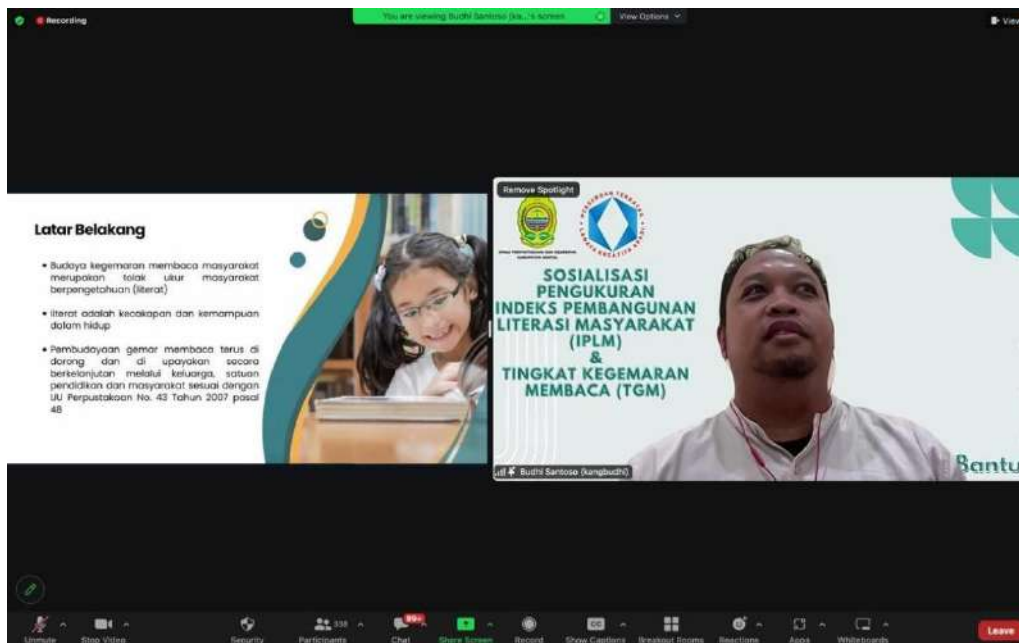 Recording
You are viewing Budhi Santoso (ka...'s screen
View Options
View
Latar Belakang
• Budaya kegemaran membaca masyarakat
merupakan tolak ukur masyarakat
berpengetahuan (literat)
• literat adalah kecakapan dan kemampuan
dalam hidup
• Pembudayaan gemar membaca terus di
dorong dan di upayakan secara
berkelanjutan melalui keluarga, satuan
pendidikan dan masyarakat sesuai dengan
UU Perpustakaan No. 43 Tahun 2007 pasal
48
Remove Spotlight
SOSIALISASI
PENGUKURAN
INDEKS PEMBANGUNAN
LITERASI MASYARAKAT
(IPLM)
&
TINGKAT KEGEMARAN
MEMBACA (TGM)
Bantu
Budhi Santoso (kangbudhi)
Unmute
Stop Video
Security
Participants
338
Chat
99+
Share Screen
Record
Show Captions
Breakout Rooms
Reactions
Apps
Whiteboards
Leave